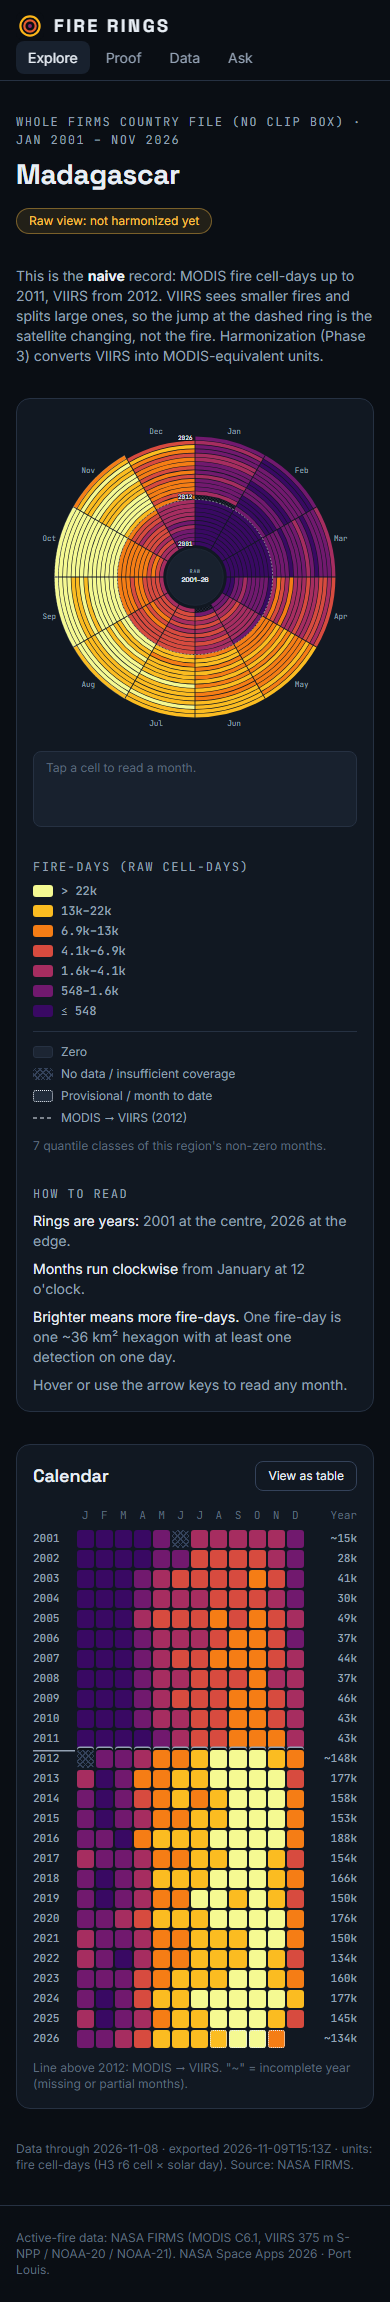 FIRE RINGS
Explore Proof Data Ask
WHOLE FIRMS COUNTRY FILE (NO CLIP BOX) ·
JAN 2001 – NOV 2026
Madagascar
Raw view: not harmonized yet
This is the naive record: MODIS fire cell-days up to
2011, VIIRS from 2012. VIIRS sees smaller fires and
splits large ones, so the jump at the dashed ring is the
satellite changing, not the fire. Harmonization (Phase
3) converts VIIRS into MODIS-equivalent units.
Dec
2026
Jan
Nov
Feb
2012
Oct
2001
Mar
RAW
2001–26
Sep
Apr
Aug
May
Jul
Jun
Tap a cell to read a month.
FIRE-DAYS (RAW CELL-DAYS)
> 22k
13k–22k
6.9k–13k
4.1k–6.9k
1.6k–4.1k
548–1.6k
≤ 548
Zero
No data / insufficient coverage
Provisional / month to date
MODIS → VIIRS (2012)
7 quantile classes of this region's non-zero months.
HOW TO READ
Rings are years: 2001 at the centre, 2026 at the
edge.
Months run clockwise from January at 12
o'clock.
Brighter means more fire-days. One fire-day is
one ~36 km² hexagon with at least one
detection on one day.
Hover or use the arrow keys to read any month.
Calendar
View as table
J F M A M J J A S O N D Year
2001 ~15k
2002 28k
2003 41k
2004 30k
2005 49k
2006 37k
2007 44k
2008 37k
2009 46k
2010 43k
2011 43k
2012 ~148k
2013 177k
2014 158k
2015 153k
2016 188k
2017 154k
2018 166k
2019 150k
2020 176k
2021 150k
2022 134k
2023 160k
2024 177k
2025 145k
2026 ~134k
Line above 2012: MODIS → VIIRS. "~" = incomplete year
(missing or partial months).
Data through 2026-11-08 · exported 2026-11-09T15:13Z · units:
fire cell-days (H3 r6 cell × solar day). Source: NASA FIRMS.
Active-fire data: NASA FIRMS (MODIS C6.1, VIIRS 375 m S-
NPP / NOAA-20 / NOAA-21). NASA Space Apps 2026 · Port
Louis.